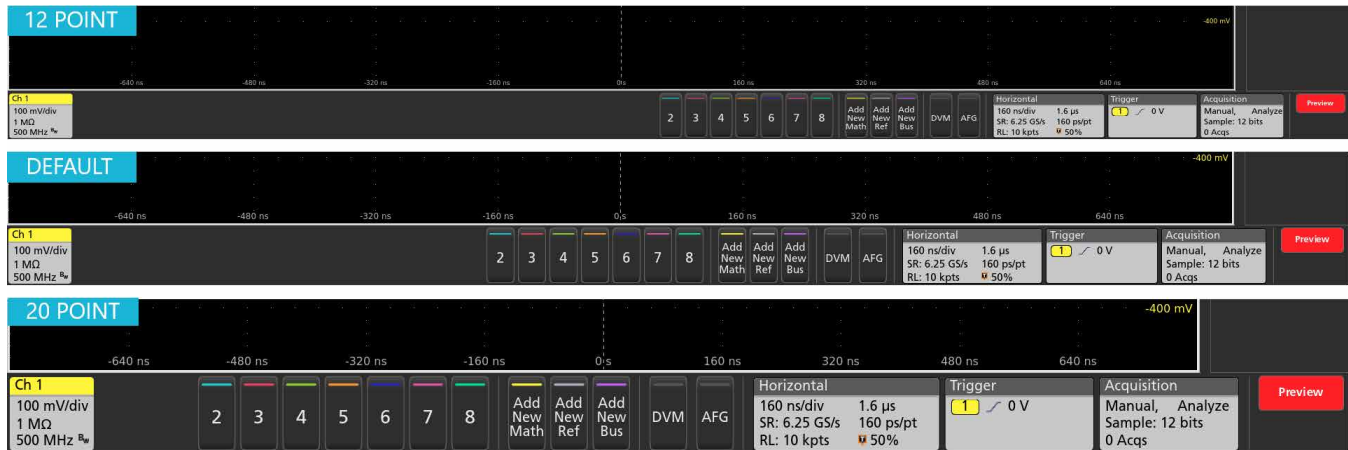 12 POINT
-400 mV
-640 ns -480 ns -320 ns -160 ns 0 s 160 ns 320 ns 480 ns 640 ns
Ch 1
100 mV/div
1 MΩ
500 MHz Bw
2 3 4 5 6 7 8
Add New Math
Add New Ref
Add New Bus
DVM
AFG
Horizontal
160 ns/div 1.6 µs
SR: 6.25 GS/s 160 ps/pt
RL: 10 kpts 50%
Trigger
1 0 V
Acquisition
Manual, Analyze
Sample: 12 bits
0 Acqs
Preview
DEFAULT
-400 mV
-640 ns -480 ns -320 ns -160 ns 0 s 160 ns 320 ns 480 ns 640 ns
Ch 1
100 mV/div
1 MΩ
500 MHz Bw
2 3 4 5 6 7 8
Add New Math
Add New Ref
Add New Bus
DVM
AFG
Horizontal
160 ns/div 1.6 µs
SR: 6.25 GS/s 160 ps/pt
RL: 10 kpts 50%
Trigger
1 0 V
Acquisition
Manual, Analyze
Sample: 12 bits
0 Acqs
Preview
20 POINT
-400 mV
-640 ns -480 ns -320 ns -160 ns 0 s 160 ns 320 ns 480 ns 640 ns
Ch 1
100 mV/div
1 MΩ
500 MHz Bw
2 3 4 5 6 7 8
Add New Math
Add New Ref
Add New Bus
DVM
AFG
Horizontal
160 ns/div 1.6 µs
SR: 6.25 GS/s 160 ps/pt
RL: 10 kpts 50%
Trigger
1 0 V
Acquisition
Manual, Analyze
Sample: 12 bits
0 Acqs
Preview